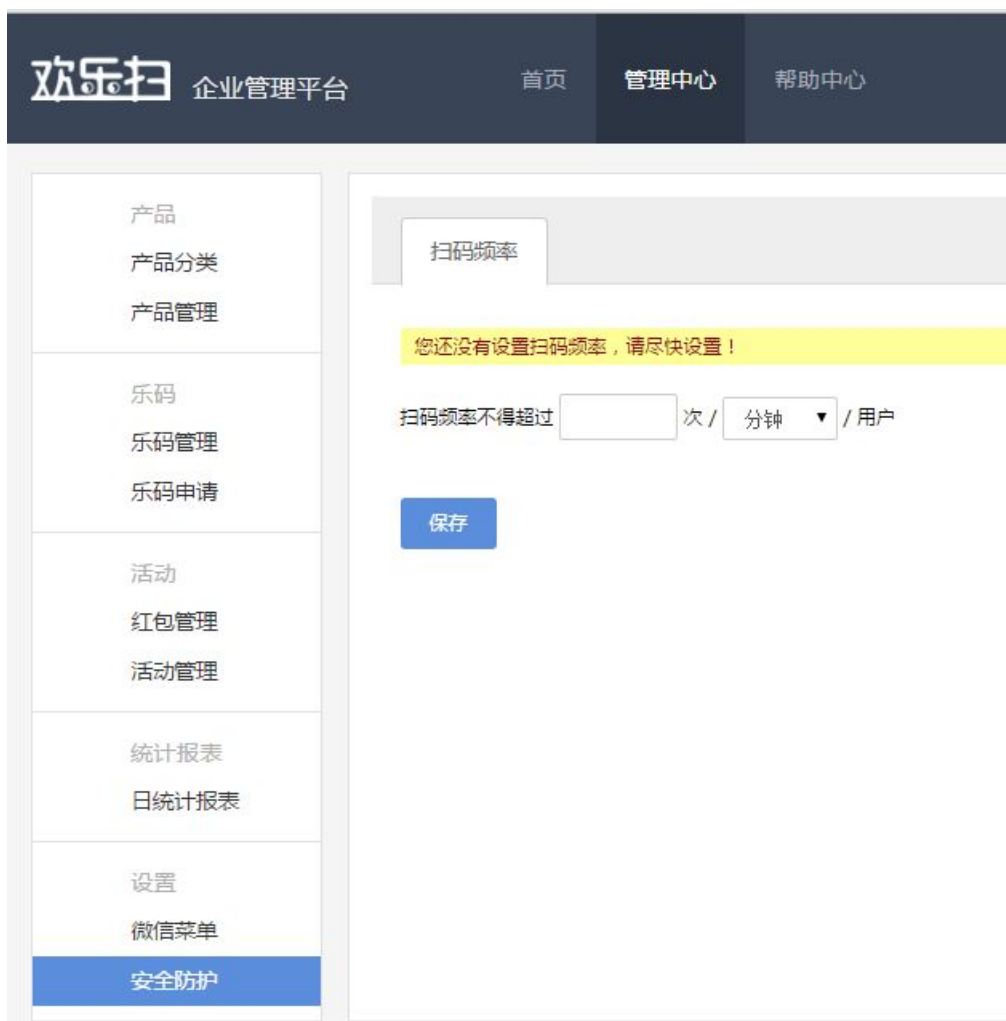 欢乐扫 企业管理平台 首页 管理中心 帮助中心
产品
产品分类
产品管理
乐码
乐码管理
乐码申请
活动
红包管理
活动管理
统计报表
日统计报表
设置
微信菜单
安全防护
扫码频率
您还没有设置扫码频率，请尽快设置！
扫码频率不得超过 次 / 分钟 / 用户
保存